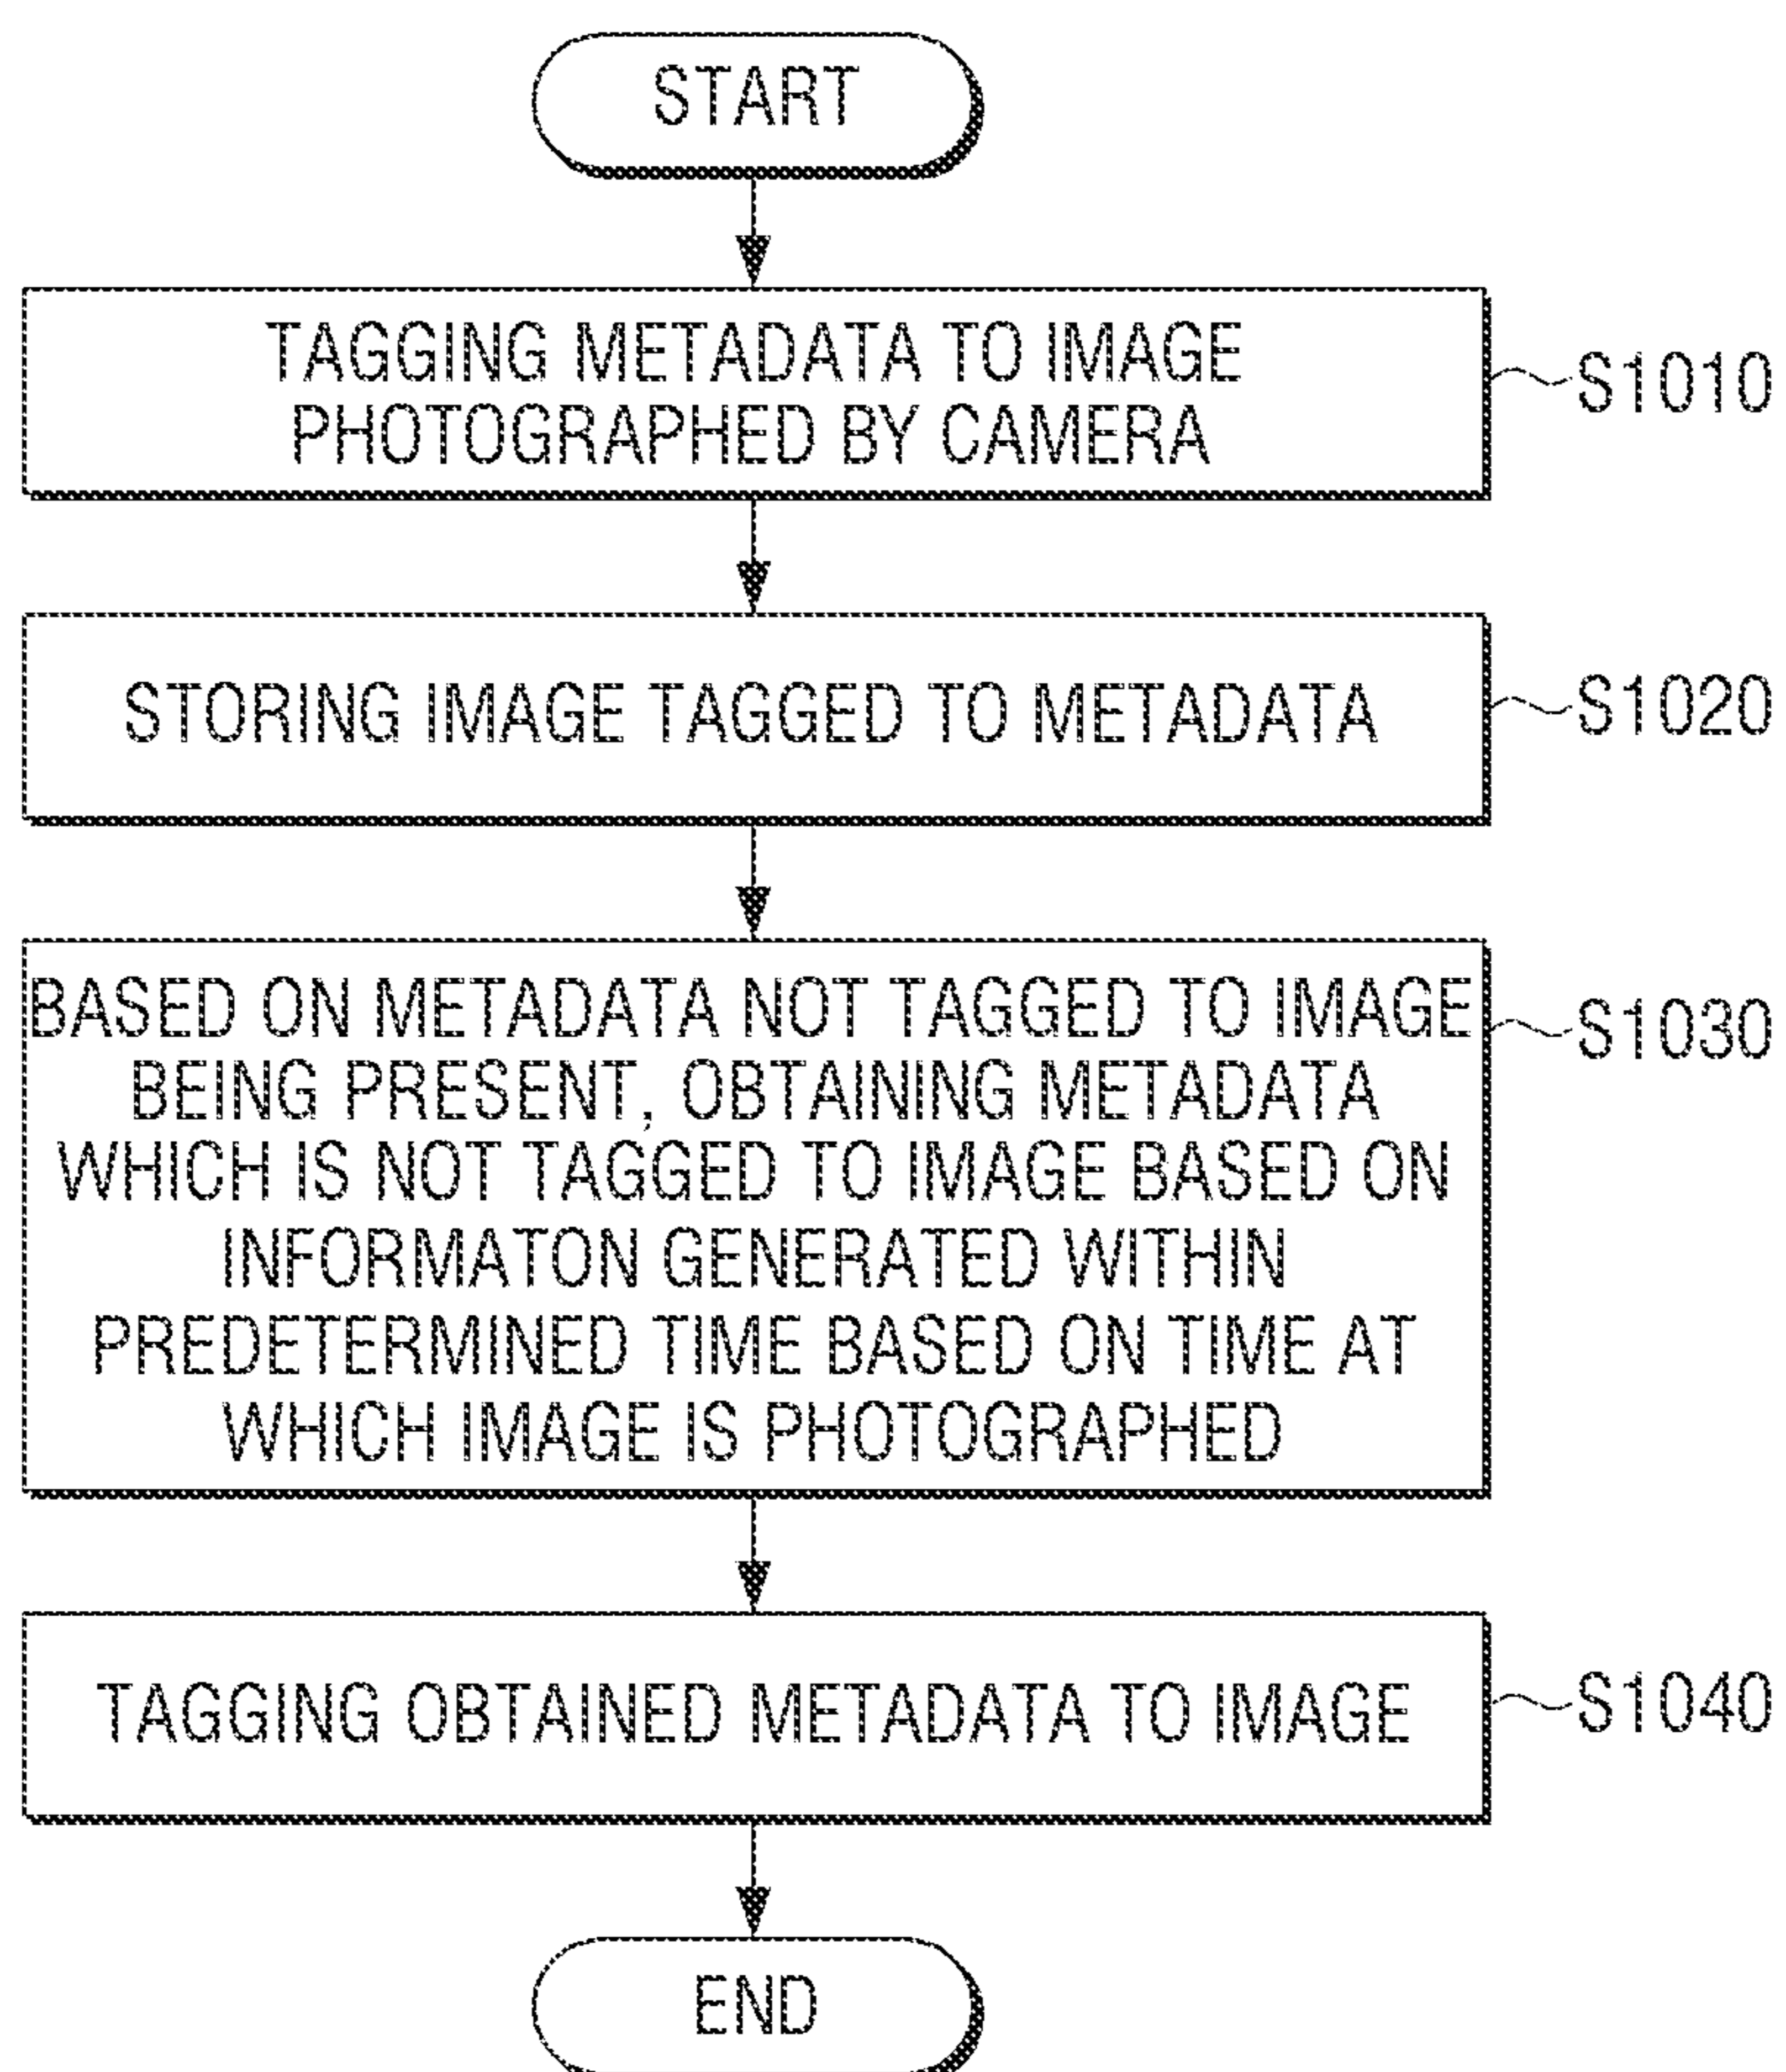 START
TAGGING METADATA TO IMAGE
PHOTOGRAPHED BY CAMERA
S1010
STORING IMAGE TAGGED TO METADATA
S1020
BASED ON METADATA NOT TAGGED TO IMAGE
BEING PRESENT, OBTAINING METADATA
WHICH IS NOT TAGGED TO IMAGE BASED ON
INFORMATON GENERATED WITHIN
PREDETERMINED TIME BASED ON TIME AT
WHICH IMAGE IS PHOTOGRAPHED
S1030
TAGGING OBTAINED METADATA TO IMAGE
S1040
END